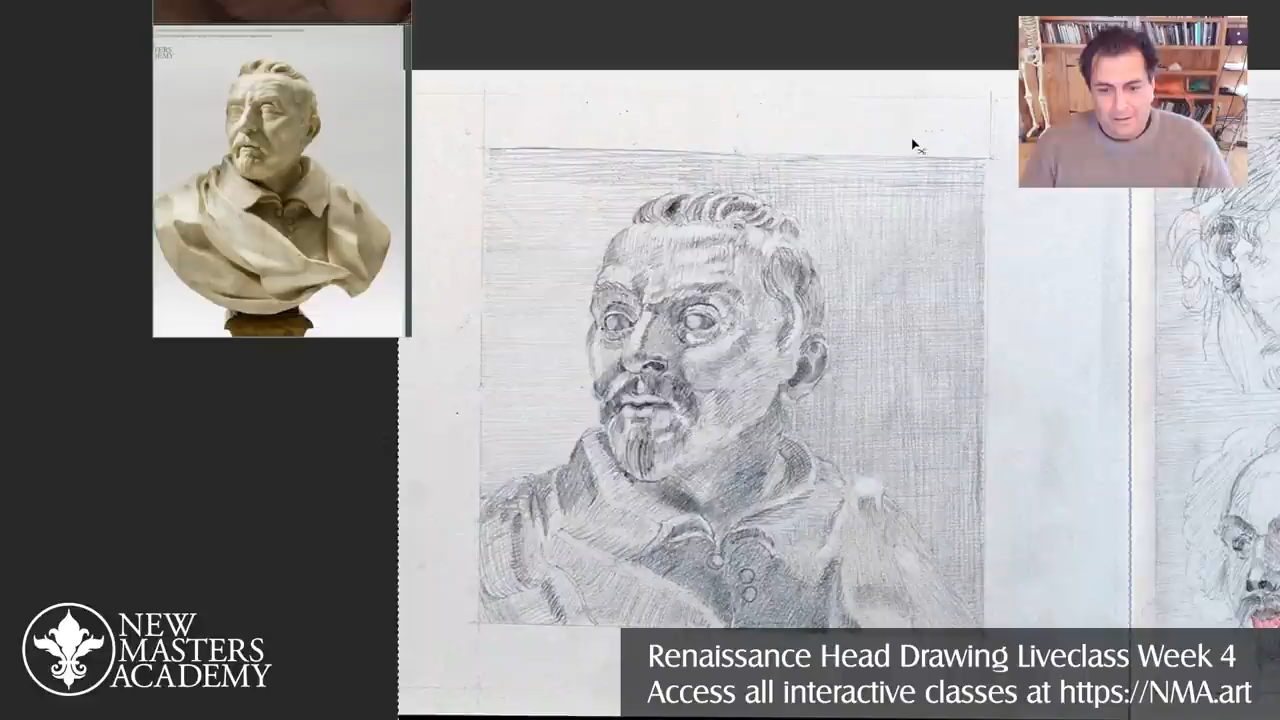 NEW
MASTERS
ACADEMY
Renaissance Head Drawing Liveclass Week 4
Access all interactive classes at https://NMA.art